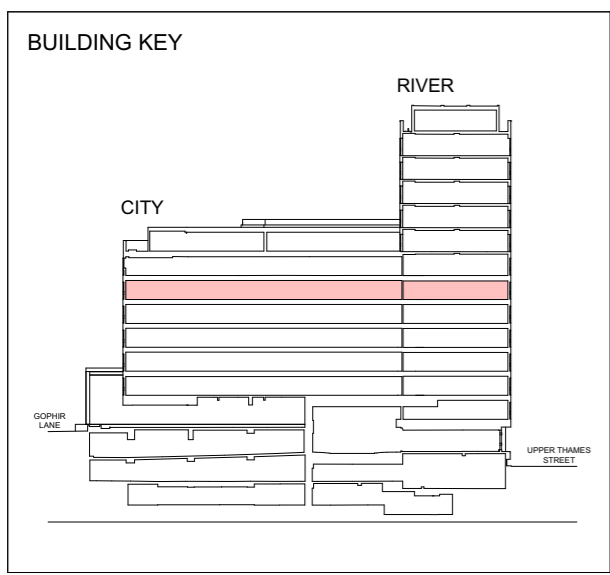 BUILDING KEY
RIVER
CITY
GOPHIR
LANE
UPPER THAMES
STREET